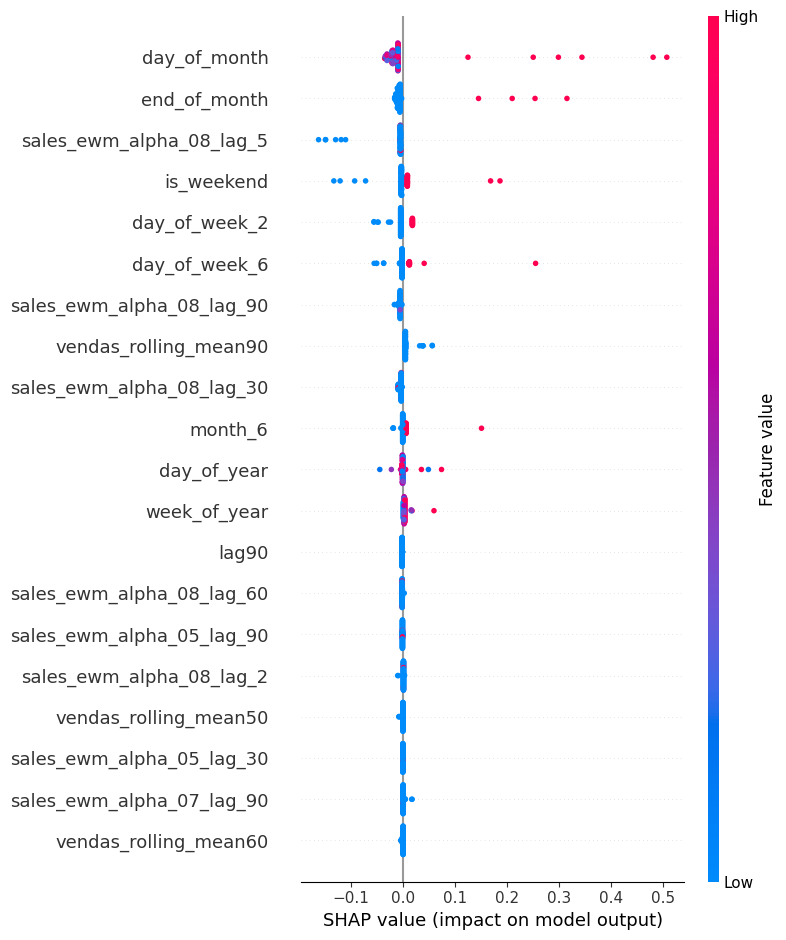 High
day_of_month
end_of_month
sales_ewm_alpha_08_lag_5
is_weekend
day_of_week_2
day_of_week_6
sales_ewm_alpha_08_lag_90
vendas_rolling_mean90
sales_ewm_alpha_08_lag_30
month_6
day_of_year
week_of_year
lag90
sales_ewm_alpha_08_lag_60
sales_ewm_alpha_05_lag_90
sales_ewm_alpha_08_lag_2
vendas_rolling_mean50
sales_ewm_alpha_05_lag_30
sales_ewm_alpha_07_lag_90
vendas_rolling_mean60
Feature value
Low
−0.1 0.0 0.1 0.2 0.3 0.4 0.5
SHAP value (impact on model output)